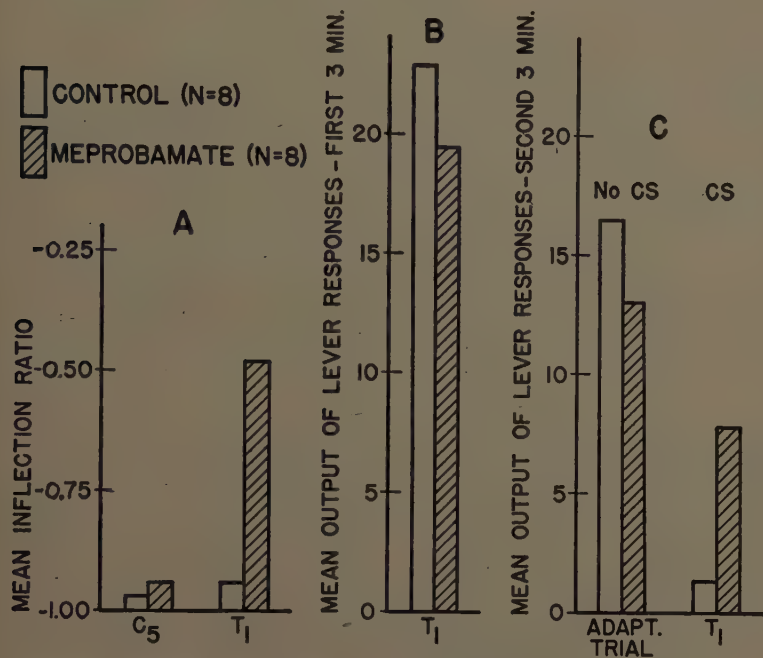 CONTROL (N=8)
MEPROBAMATE (N=8)
A
MEAN INFLECTION RATIO
-0.25
-0.50
-0.75
-1.00
C5
T1
B
MEAN OUTPUT OF LEVER RESPONSES-FIRST 3 MIN.
20
15
10
5
0
T1
C
MEAN OUTPUT OF LEVER RESPONSES-SECOND 3 MIN.
No CS
CS
20
15
10
5
0
ADAPT.
TRIAL
T1